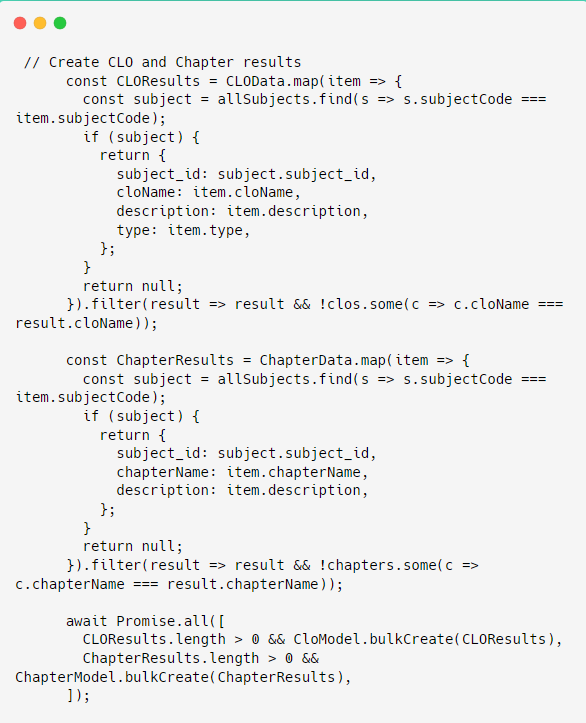 // Create CLO and Chapter results
const CLOResults = CLOData.map(item => {
const subject = allSubjects.find(s => s.subjectCode ===
item.subjectCode);
if (subject) {
return {
subject_id: subject.subject_id,
cloName: item.cloName,
description: item.description,
type: item.type,
};
}
return null;
}).filter(result => result && !clos.some(c => c.cloName ===
result.cloName));

const ChapterResults = ChapterData.map(item => {
const subject = allSubjects.find(s => s.subjectCode ===
item.subjectCode);
if (subject) {
return {
subject_id: subject.subject_id,
chapterName: item.chapterName,
description: item.description,
};
}
return null;
}).filter(result => result && !chapters.some(c =>
c.chapterName === result.chapterName));

await Promise.all([
CLOResults.length > 0 && CloModel.bulkCreate(CLOResults),
ChapterResults.length > 0 &&
ChapterModel.bulkCreate(ChapterResults),
]);